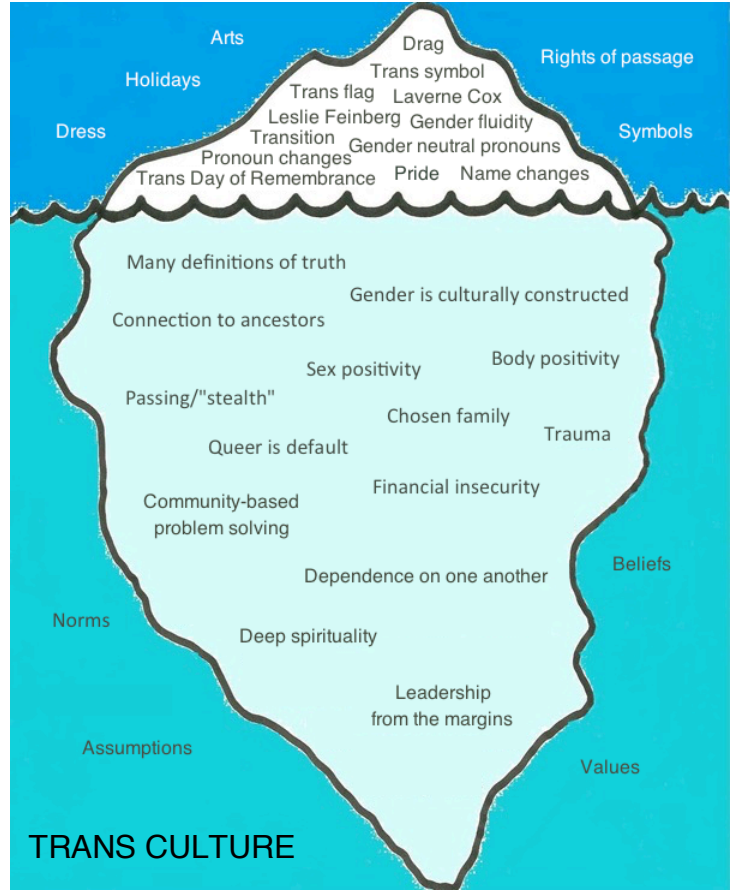 Arts
Drag
Rights of passage
Holidays
Trans symbol
Trans flag
Laverne Cox
Leslie Feinberg
Gender fluidity
Dress
Transition
Symbols
Gender neutral pronouns
Pronoun changes
Trans Day of Remembrance
Pride
Name changes
Many definitions of truth
Gender is culturally constructed
Connection to ancestors
Body positivity
Sex positivity
Passing/"stealth"
Chosen family
Trauma
Queer is default
Financial insecurity
Community-based
problem solving
Beliefs
Dependence on one another
Norms
Deep spirituality
Leadership
from the margins
Assumptions
Values
TRANS CULTURE